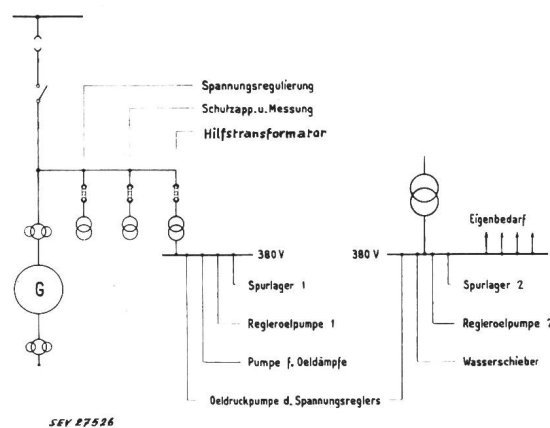 Spannungsregulierung
Schutzapp.u.Messung
Hilfstransformator
Eigenbedarf
380 V
380 V
G
Spurlager 1
Spurlager 2
Regleroelpumpe 1
Regleroelpumpe 2
Pumpe f. Oeldämpfe
Wasserschieber
Oeldruckpumpe d. Spannungsreglers
SEV 27526